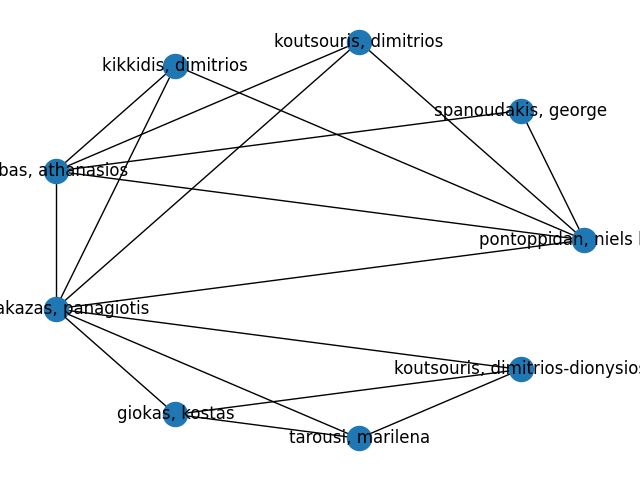 koutsouris, dimitrios
kikkidis, dimitrios
spanoudakis, george
bas, athanasios
pontoppidan, niels
akazas, panagiotis
koutsouris, dimitrios-dionysios
giokas, kostas
tarousi, marilena